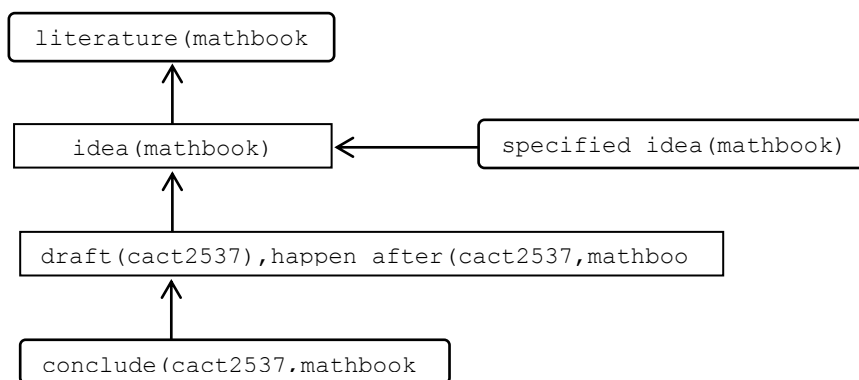 literature(mathbook
idea(mathbook)
specified idea(mathbook)
draft(cact2537),happen after(cact2537,mathboo
conclude(cact2537,mathbook